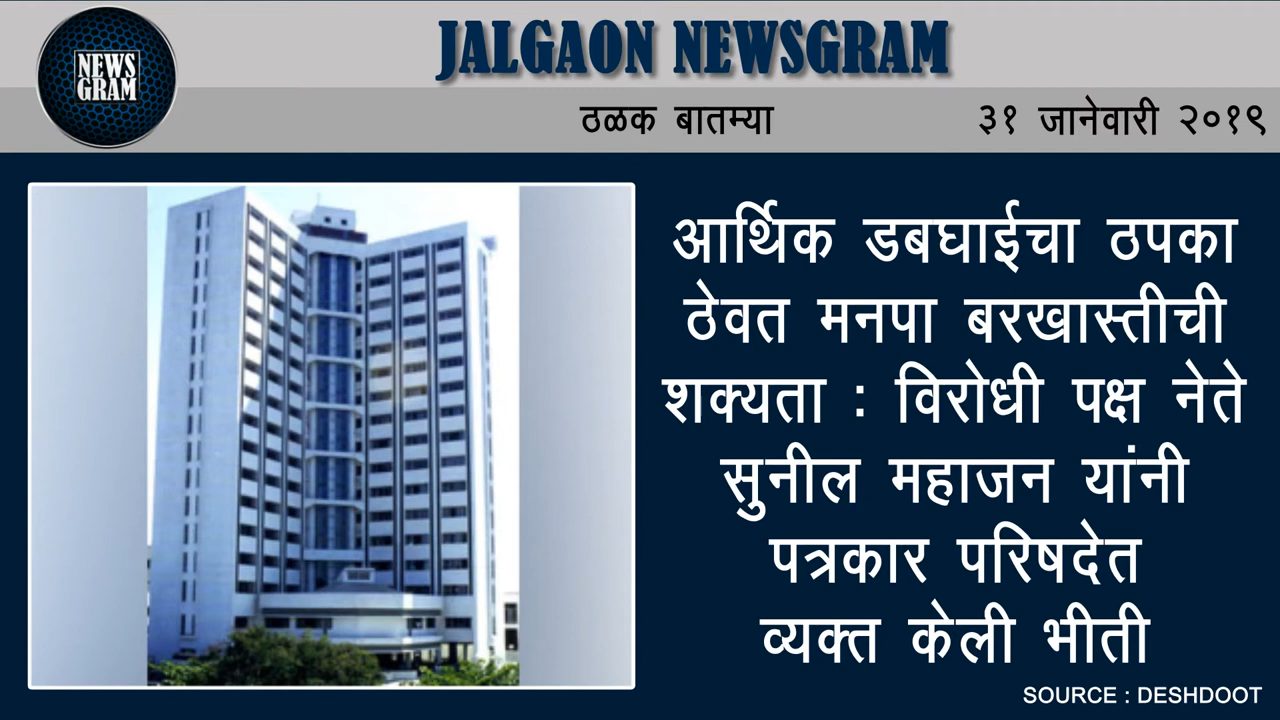 NEWS
GRAM
JALGAON NEWSGRAM
ठळक बातम्या
३१ जानेवारी २०१९
आर्थिक डबघाईचा ठपका
ठेवत मनपा बरखास्तीची
शक्यता : विरोधी पक्ष नेते
सुनील महाजन यांनी
पत्रकार परिषदेत
व्यक्त केली भीती
SOURCE : DESHDOOT